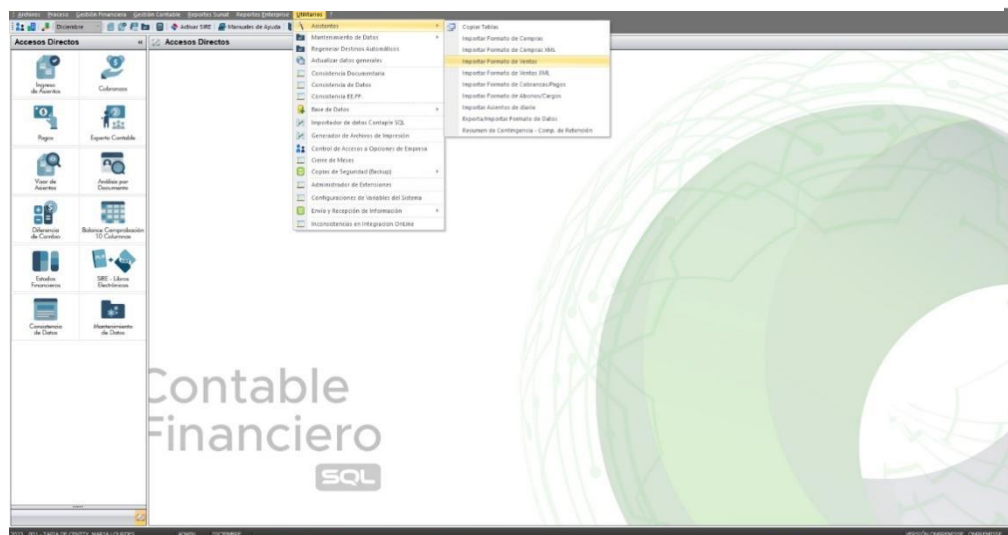 Archivos Proceso Gestión Financiera Gestión Contable Reportes Sunat Reportes Enterprise Utilitarios ?
Diciembre Activar SIRE Manuales de Ayuda
Accesos Directos «
Ingreso de Asientos
Cobranzas
Pagos
Experto Contable
Visor de Asientos
Análisis por Documento
Diferencia de Cambio
Balance Comprobación 10 Columnas
Estados Financieros
SIRE - Libros Electrónicos
Consistencia de Datos
Mantenimiento de Datos
Accesos Directos
Asistentes
Mantenimiento de Datos
Regenerar Destinos Automáticos
Actualizar datos generales
Consistencia Documentaria
Consistencia de Datos
Consistencia EE.FF.
Base de Datos
Importador de datos Contapie SQL
Generador de Archivos de Impresión
Control de Accesos a Opciones de Empresa
Cierre de Meses
Copias de Seguridad (Backup)
Administrador de Extensiones
Configuraciones de Variables del Sistema
Envío y Recepción de Información
Inconsistencias en Integracion OnLine
Copiar Tablas
Importar Formato de Compras
Importar Formato de Compras XML
Importar Formato de Ventas
Importar Formato de Ventas XML
Importar Formato de Cobranzas/Pagos
Importar Formato de Abonos/Cargos
Importar Asientos de diario
Exporta/Importar Formato de Datos
Resumen de Contingencia - Comp. de Retención
Contable
Financiero
SQL
ADMIN DICIEMBRE